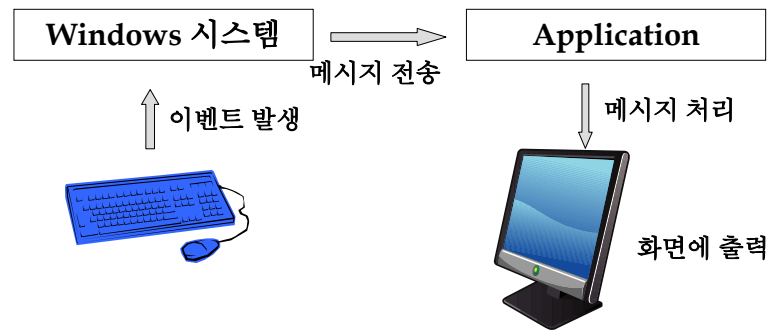 Windows 시스템
Application
메시지 전송
이벤트 발생
메시지 처리
화면에 출력